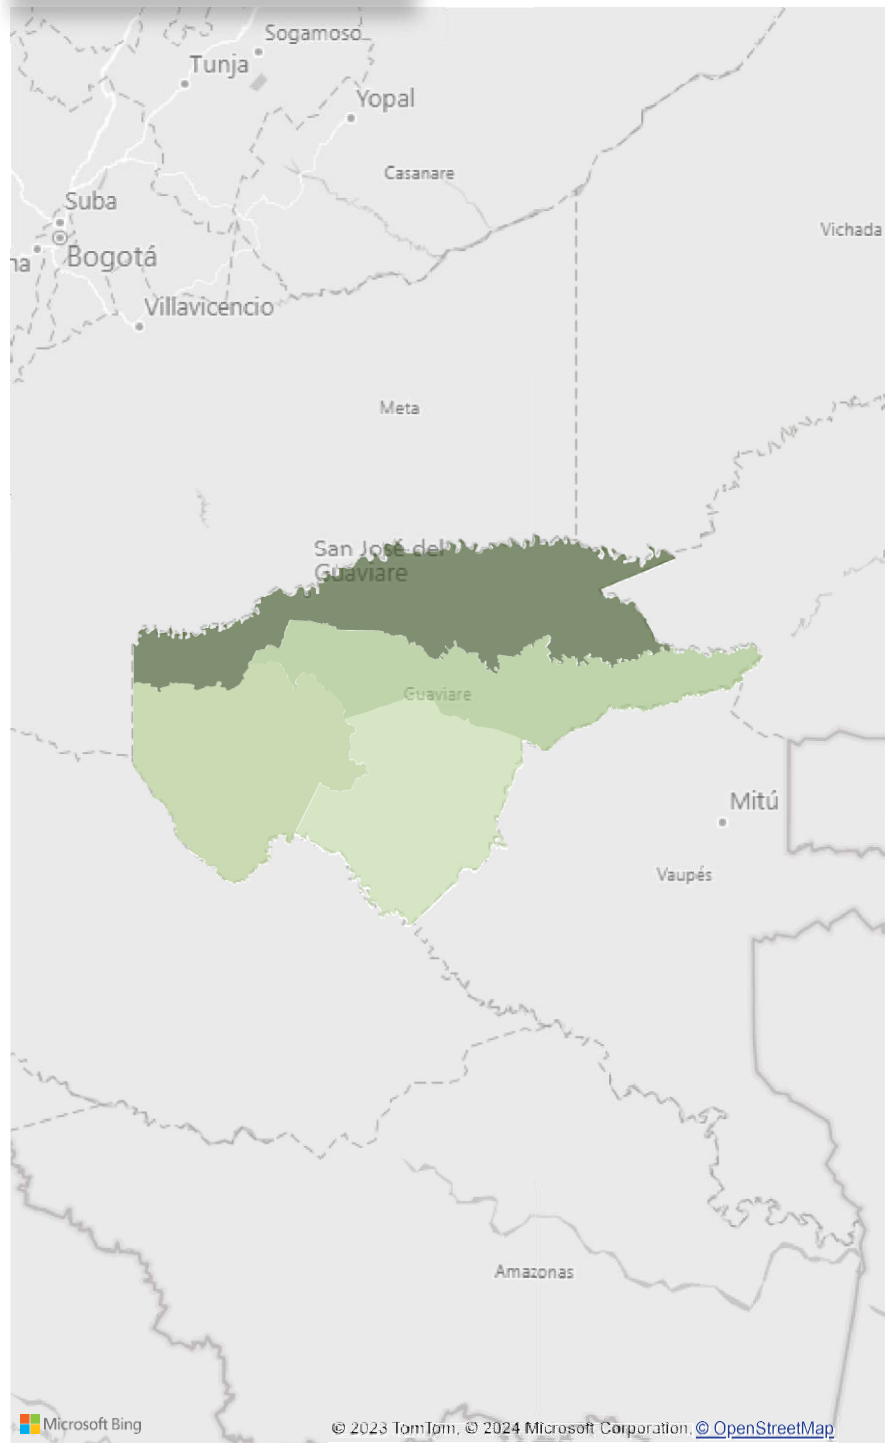 Sogamoso
Tunja
Yopal
Casanare
Suba
Vichada
na
Bogotá
Villavicencio
Meta
San José del
Guaviare
Guaviare
Mitú
Vaupés
Amazonas
Microsoft Bing
© 2023 TomTom, © 2024 Microsoft Corporation, © OpenStreetMap